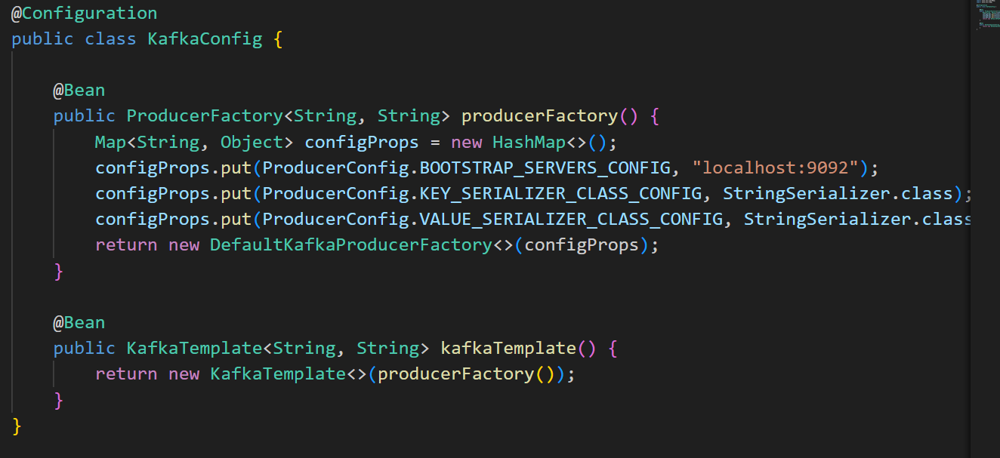 @Configuration
public class KafkaConfig {
@Bean
public ProducerFactory<String, String> producerFactory() {
Map<String, Object> configProps = new HashMap<>();
configProps.put(ProducerConfig.BOOTSTRAP_SERVERS_CONFIG, "localhost:9092");
configProps.put(ProducerConfig.KEY_SERIALIZER_CLASS_CONFIG, StringSerializer.class);
configProps.put(ProducerConfig.VALUE_SERIALIZER_CLASS_CONFIG, StringSerializer.class
return new DefaultKafkaProducerFactory<>(configProps);
}
@Bean
public KafkaTemplate<String, String> kafkaTemplate() {
return new KafkaTemplate<>(producerFactory());
}
}